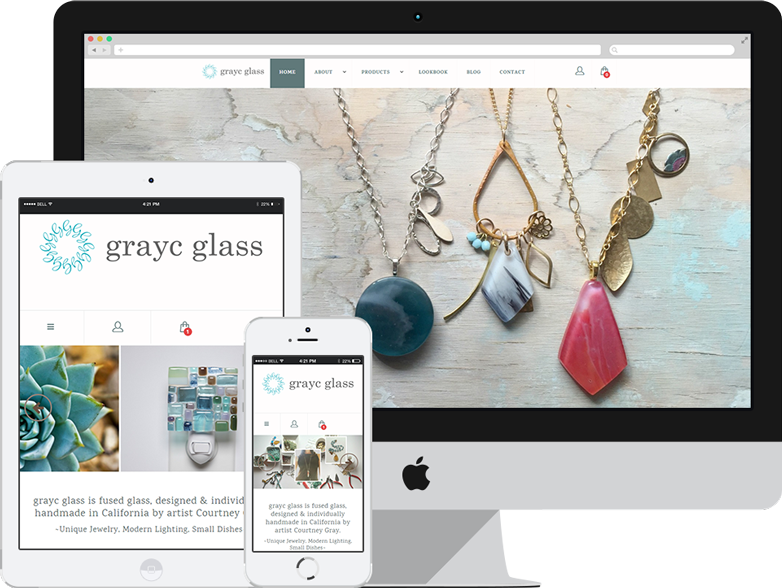 grayc glass HOME ABOUT PRODUCTS LOOKBOOK BLOG CONTACT
0
BELL 4:21 PM 22%
grayc glass
1
grayc glass is fused glass, designed & individ
handmade in California by artist Courtney G
~Unique Jewelry, Modern Lighting, Small Dishes
BELL 4:21 PM 22%
grayc glass
grayc glass is fused glass,
designed & individually
handmade in California by
artist Courtney Gray.
~Unique Jewelry, Modern Lighting,
Small Dishes~